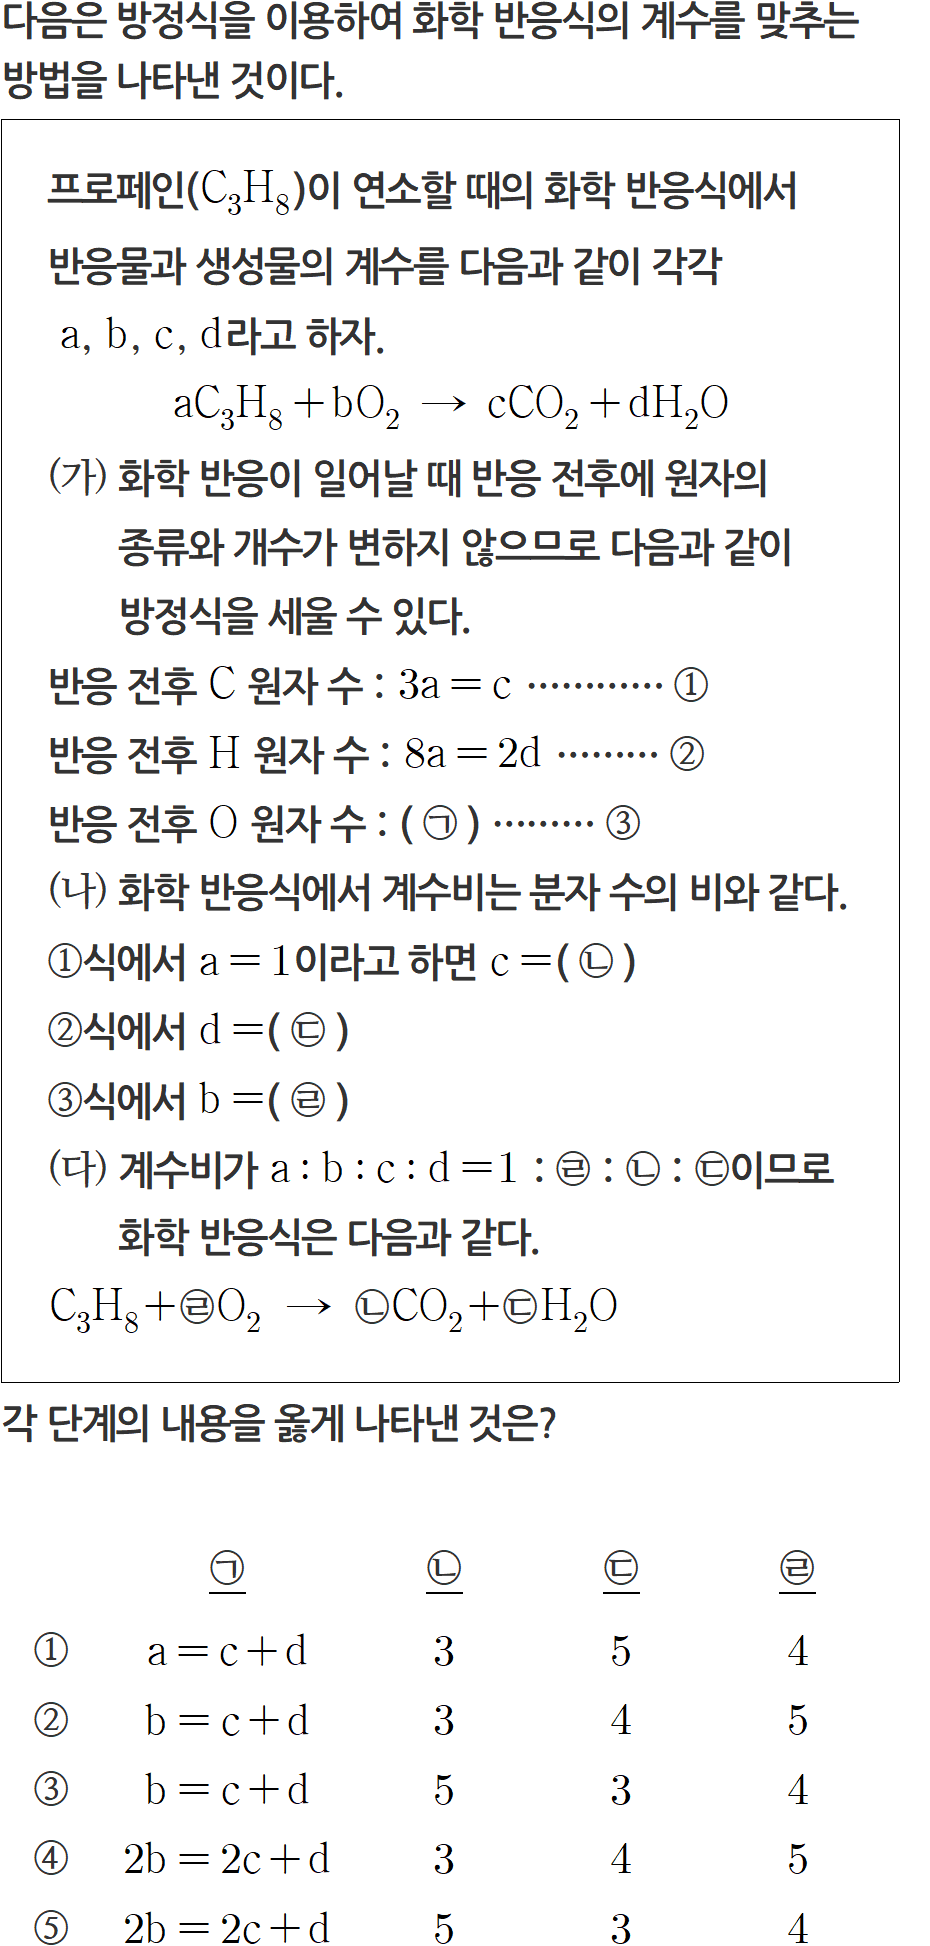 다음은 방정식을 이용하여 화학 반응식의 계수를 맞추는
방법을 나타낸 것이다.
프로페인(C₃H₈)이 연소할 때의 화학 반응식에서
반응물과 생성물의 계수를 다음과 같이 각각
a, b, c, d라고 하자.
aC₃H₈+bO₂ → cCO₂+dH₂O
(가) 화학 반응이 일어날 때 반응 전후에 원자의
종류와 개수가 변하지 않으므로 다음과 같이
방정식을 세울 수 있다.
반응 전후 C 원자 수 : 3a = c ············ ①
반응 전후 H 원자 수 : 8a = 2d ········· ②
반응 전후 O 원자 수 : ( ㉠ ) ········· ③
(나) 화학 반응식에서 계수비는 분자 수의 비와 같다.
①식에서 a = 1이라고 하면 c =( ㉡ )
②식에서 d =( ㉢ )
③식에서 b =( ㉣ )
(다) 계수비가 a : b : c : d =1 : ㉣ : ㉡ : ㉢이므로
화학 반응식은 다음과 같다.
C₃H₈+㉣O₂ → ㉡CO₂+㉢H₂O
각 단계의 내용을 옳게 나타낸 것은?
㉠ ㉡ ㉢ ㉣
① a = c+d 3 5 4
② b = c+d 3 4 5
③ b = c+d 5 3 4
④ 2b = 2c+d 3 4 5
⑤ 2b = 2c+d 5 3 4